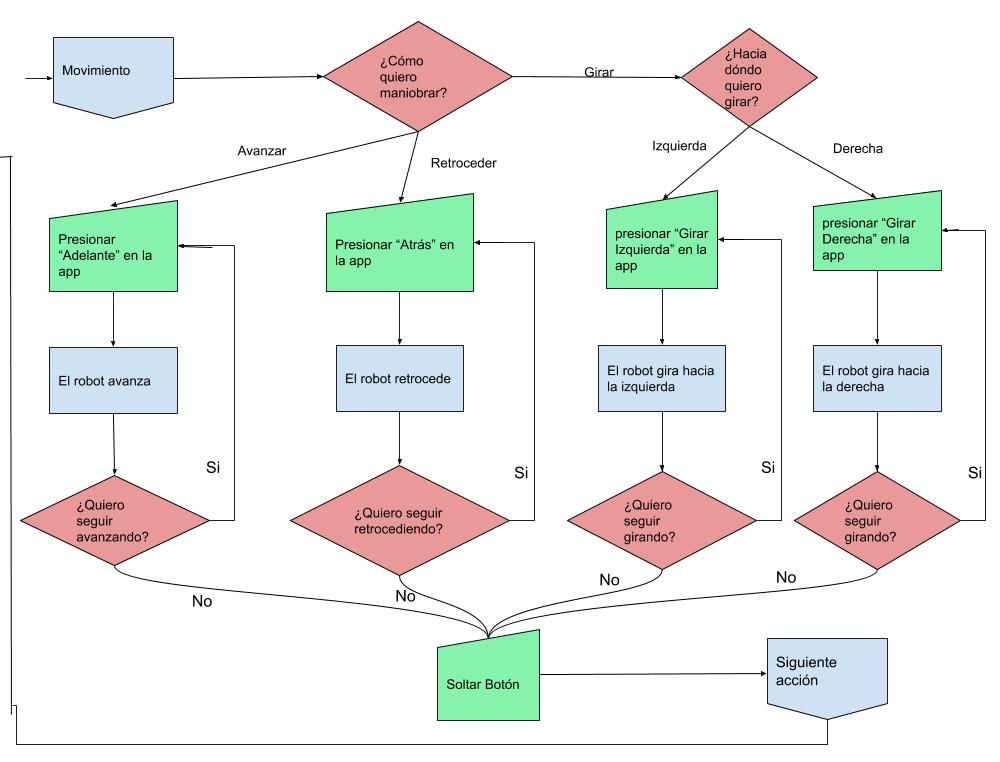 Movimiento
¿Cómo
quiero
maniobrar?
Girar
¿Hacia
dóndo
quiero
girar?
Avanzar
Retroceder
Izquierda
Derecha
Presionar
“Adelante” en la
app
Presionar “Atrás” en
la app
presionar “Girar
Izquierda” en la
app
presionar “Girar
Derecha” en la
app
El robot avanza
El robot retrocede
El robot gira hacia
la izquierda
El robot gira hacia
la derecha
Si
Si
Si
Si
¿Quiero
seguir
avanzando?
¿Quiero seguir
retrocediendo?
¿Quiero
seguir
girando?
¿Quiero
seguir
girando?
No
No
No
No
Soltar Botón
Siguiente
acción